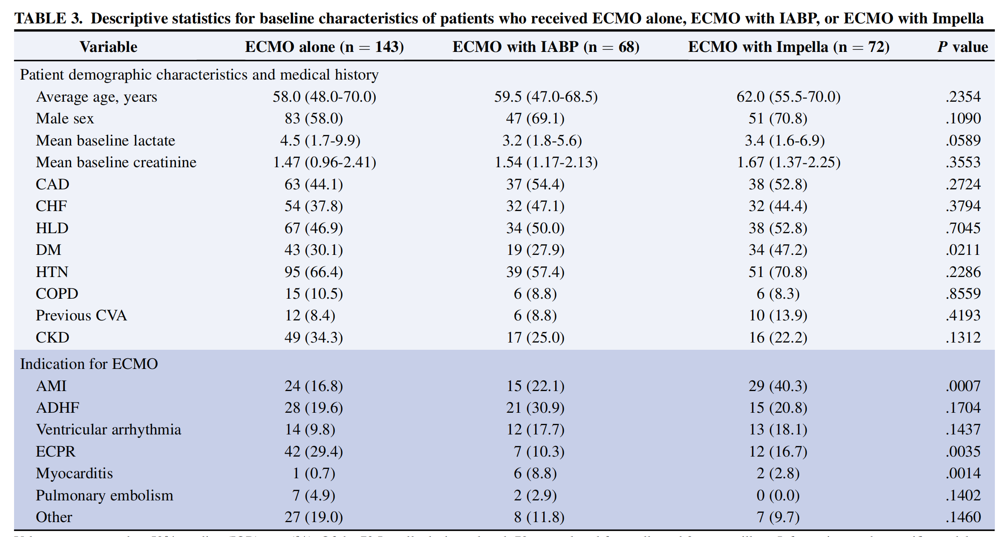 TABLE 3. Descriptive statistics for baseline characteristics of patients who received ECMO alone, ECMO with IABP, or ECMO with Impella
Variable ECMO alone (n = 143) ECMO with IABP (n = 68) ECMO with Impella (n = 72) P value
Patient demographic characteristics and medical history
Average age, years 58.0 (48.0-70.0) 59.5 (47.0-68.5) 62.0 (55.5-70.0) .2354
Male sex 83 (58.0) 47 (69.1) 51 (70.8) .1090
Mean baseline lactate 4.5 (1.7-9.9) 3.2 (1.8-5.6) 3.4 (1.6-6.9) .0589
Mean baseline creatinine 1.47 (0.96-2.41) 1.54 (1.17-2.13) 1.67 (1.37-2.25) .3553
CAD 63 (44.1) 37 (54.4) 38 (52.8) .2724
CHF 54 (37.8) 32 (47.1) 32 (44.4) .3794
HLD 67 (46.9) 34 (50.0) 38 (52.8) .7045
DM 43 (30.1) 19 (27.9) 34 (47.2) .0211
HTN 95 (66.4) 39 (57.4) 51 (70.8) .2286
COPD 15 (10.5) 6 (8.8) 6 (8.3) .8559
Previous CVA 12 (8.4) 6 (8.8) 10 (13.9) .4193
CKD 49 (34.3) 17 (25.0) 16 (22.2) .1312
Indication for ECMO
AMI 24 (16.8) 15 (22.1) 29 (40.3) .0007
ADHF 28 (19.6) 21 (30.9) 15 (20.8) .1704
Ventricular arrhythmia 14 (9.8) 12 (17.7) 13 (18.1) .1437
ECPR 42 (29.4) 7 (10.3) 12 (16.7) .0035
Myocarditis 1 (0.7) 6 (8.8) 2 (2.8) .0014
Pulmonary embolism 7 (4.9) 2 (2.9) 0 (0.0) .1402
Other 27 (19.0) 8 (11.8) 7 (9.7) .1460